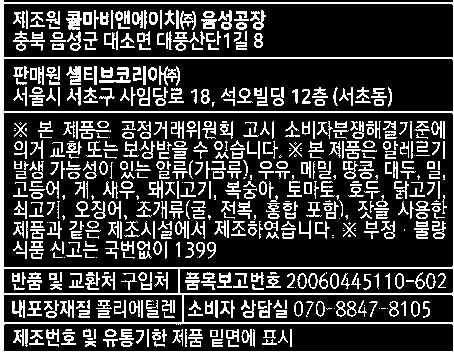 제조원 콜마비앤에이치㈜ 음성공장
충북 음성군 대소면 대풍산단1길 8
판매원 셀티브코리아㈜
서울시 서초구 사임당로 18, 석오빌딩 12층 (서초동)
※ 본 제품은 공정거래위원회 고시 소비자분쟁해결기준에
의거 교환 또는 보상받을 수 있습니다. ※ 본 제품은 알레르기
발생 가능성이 있는 알류(가금류), 우유, 메밀, 땅콩, 대두, 밀,
고등어, 게, 새우, 돼지고기, 복숭아, 토마토, 호두, 닭고기,
쇠고기, 오징어, 조개류(굴, 전복, 홍합 포함), 잣을 사용한
제품과 같은 제조시설에서 제조하였습니다. ※ 부정·불량
식품 신고는 국번없이 1399
반품 및 교환처 구입처 품목보고번호 20060445110-602
내포장재질 폴리에틸렌 소비자 상담실 070-8847-8105
제조번호 및 유통기한 제품 밑면에 표시